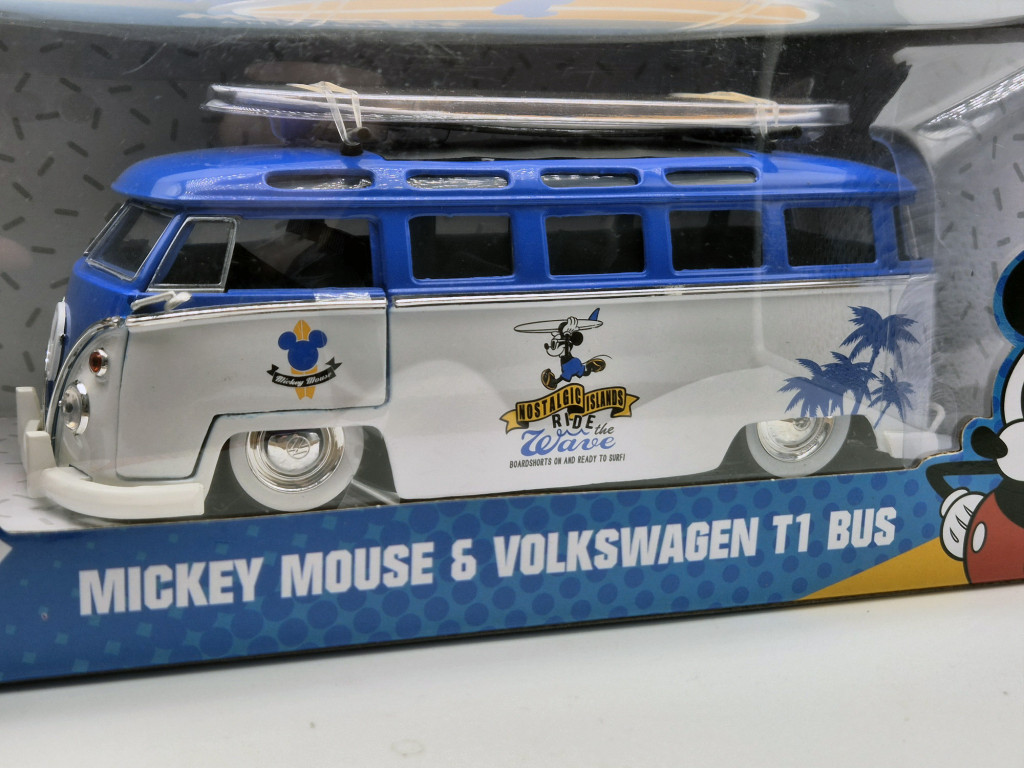 Mickey Mouse
NOSTALGIC ISLANDS
RIDE
the
Wave
BOARDSHORTS ON AND READY TO SURF!
MICKEY MOUSE & VOLKSWAGEN T1 BUS